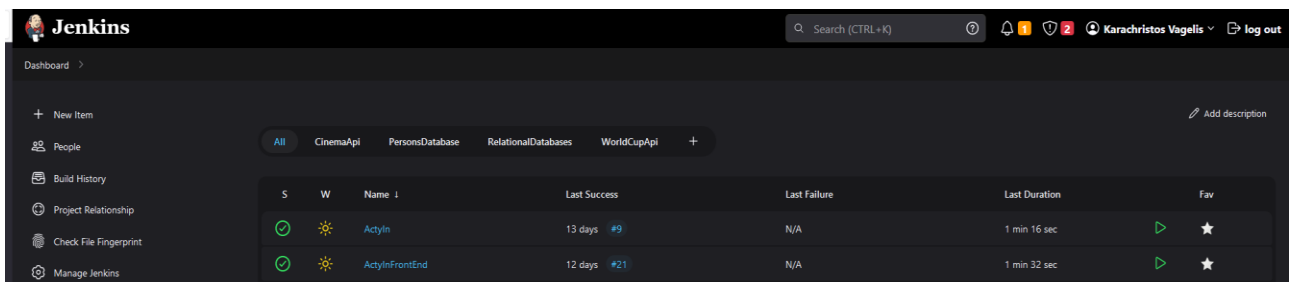 Jenkins
Search (CTRL+K)
1
2
Karachristos Vagelis
log out
Dashboard
New Item
Add description
All CinemaApi PersonsDatabase RelationalDatabases WorldCupApi +
People
Build History
S W Name ↓ Last Success Last Failure Last Duration Fav
Project Relationship
ActyIn 13 days #9 N/A 1 min 16 sec
Check File Fingerprint
ActyInFrontEnd 12 days #21 N/A 1 min 32 sec
Manage Jenkins